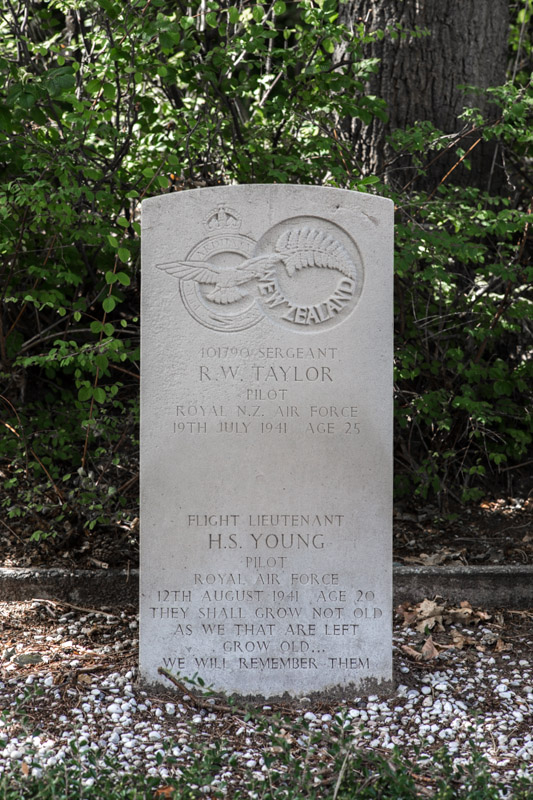 NEW ZEALAND
401790 SERGEANT
R.W. TAYLOR
PILOT
ROYAL N.Z. AIR FORCE
19TH JULY 1941 AGE 25
FLIGHT LIEUTENANT
H.S. YOUNG
PILOT
ROYAL AIR FORCE
12TH AUGUST 1941 AGE 20
THEY SHALL GROW NOT OLD
AS WE THAT ARE LEFT
GROW OLD...
WE WILL REMEMBER THEM